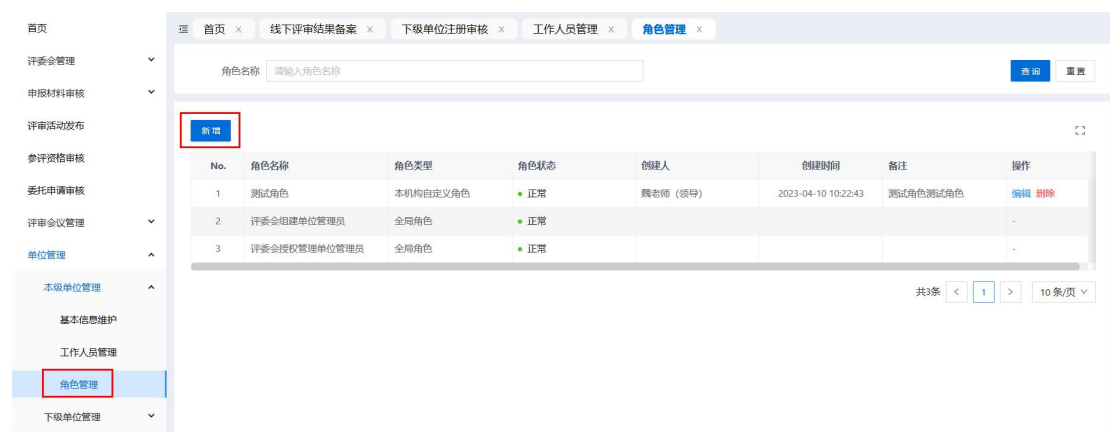 首页
评委会管理
申报材料审核
评审活动发布
参评资格审核
委托申请审核
评审会议管理
单位管理
本级单位管理
基本信息维护
工作人员管理
角色管理
下级单位管理
首页 × 线下评审结果备案 × 下级单位注册审核 × 工作人员管理 × 角色管理 ×
角色名称 请输入角色名称 查询 重置
新增
No. 角色名称 角色类型 角色状态 创建人 创建时间 备注 操作
1 测试角色 本机构自定义角色 正常 魏老师（领导） 2023-04-10 10:22:43 测试角色测试角色 编辑 删除
2 评委会组建单位管理员 全局角色 正常 -
3 评委会授权管理单位管理员 全局角色 正常 -
共3条 < 1 > 10 条/页